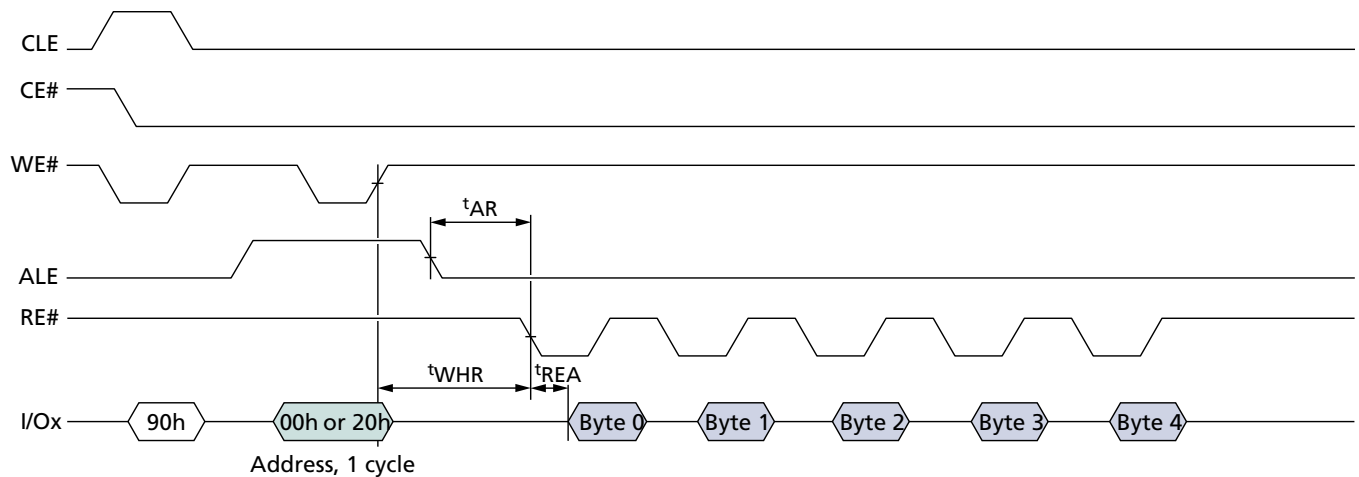 CLE
CE#
WE#
tAR
ALE
RE#
tWHR tREA
I/Ox 90h 00h or 20h Byte 0 Byte 1 Byte 2 Byte 3 Byte 4
Address, 1 cycle